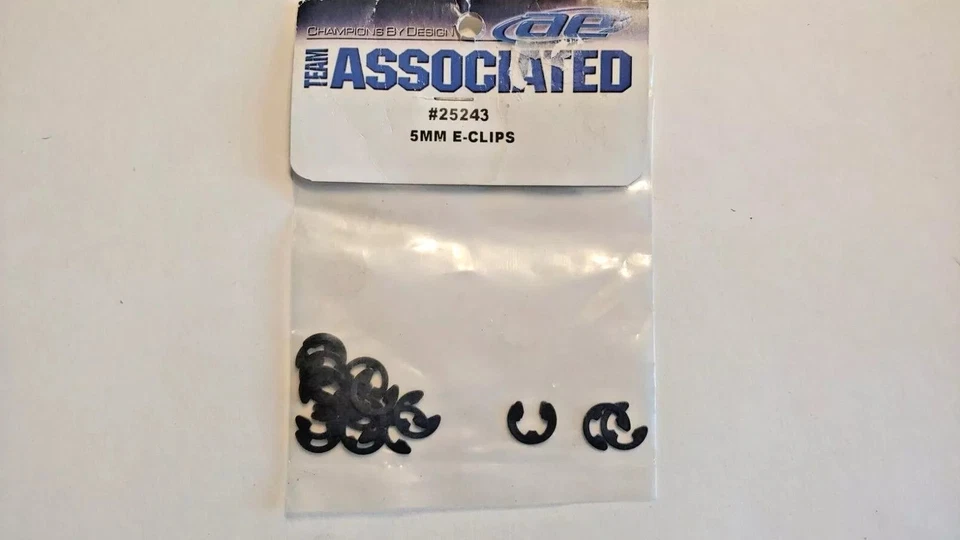 CHAMPIONS BY DESIGN
ae
TEAM
ASSOCIATED
#25243
5MM E-CLIPS